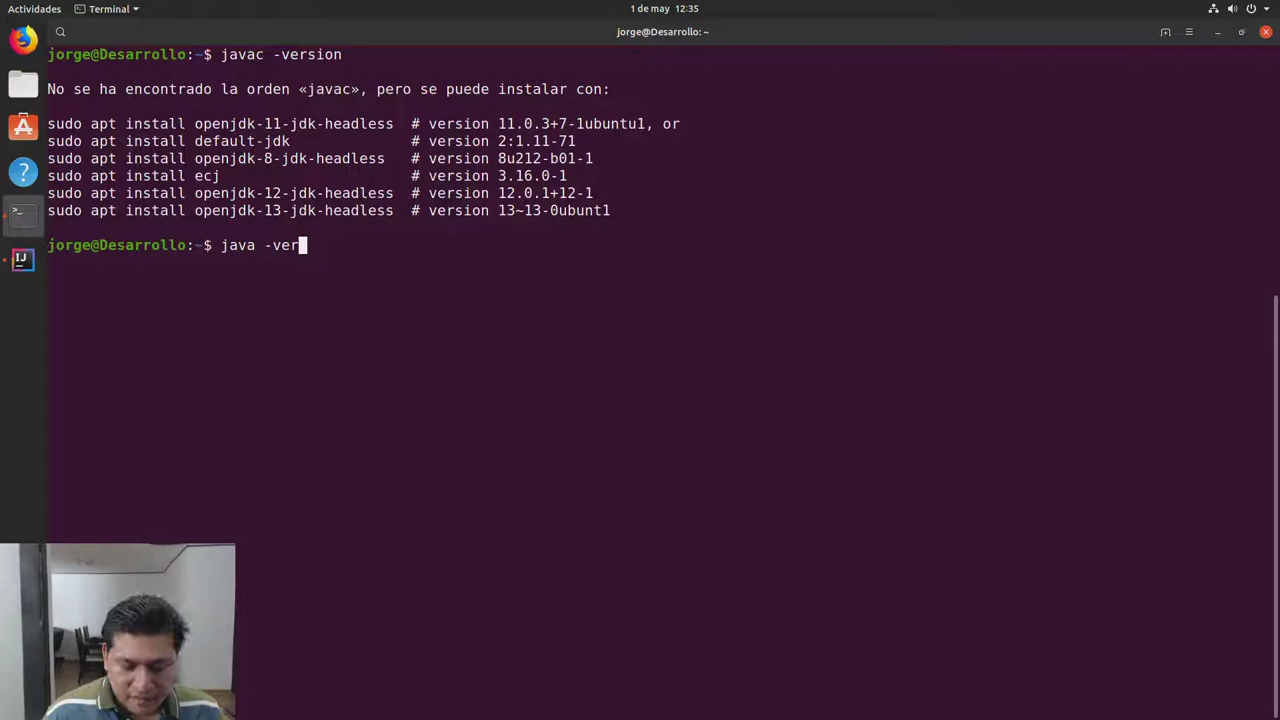 Actividades
Terminal
1 de may 12:35
jorge@Desarrollo: ~
jorge@Desarrollo:~$ javac -version
No se ha encontrado la orden «javac», pero se puede instalar con:
sudo apt install openjdk-11-jdk-headless  # version 11.0.3+7-1ubuntu1, or
sudo apt install default-jdk              # version 2:1.11-71
sudo apt install openjdk-8-jdk-headless   # version 8u212-b01-1
sudo apt install ecj                      # version 3.16.0-1
sudo apt install openjdk-12-jdk-headless  # version 12.0.1+12-1
sudo apt install openjdk-13-jdk-headless  # version 13~13-0ubunt1
jorge@Desarrollo:~$ java -ver
IJ